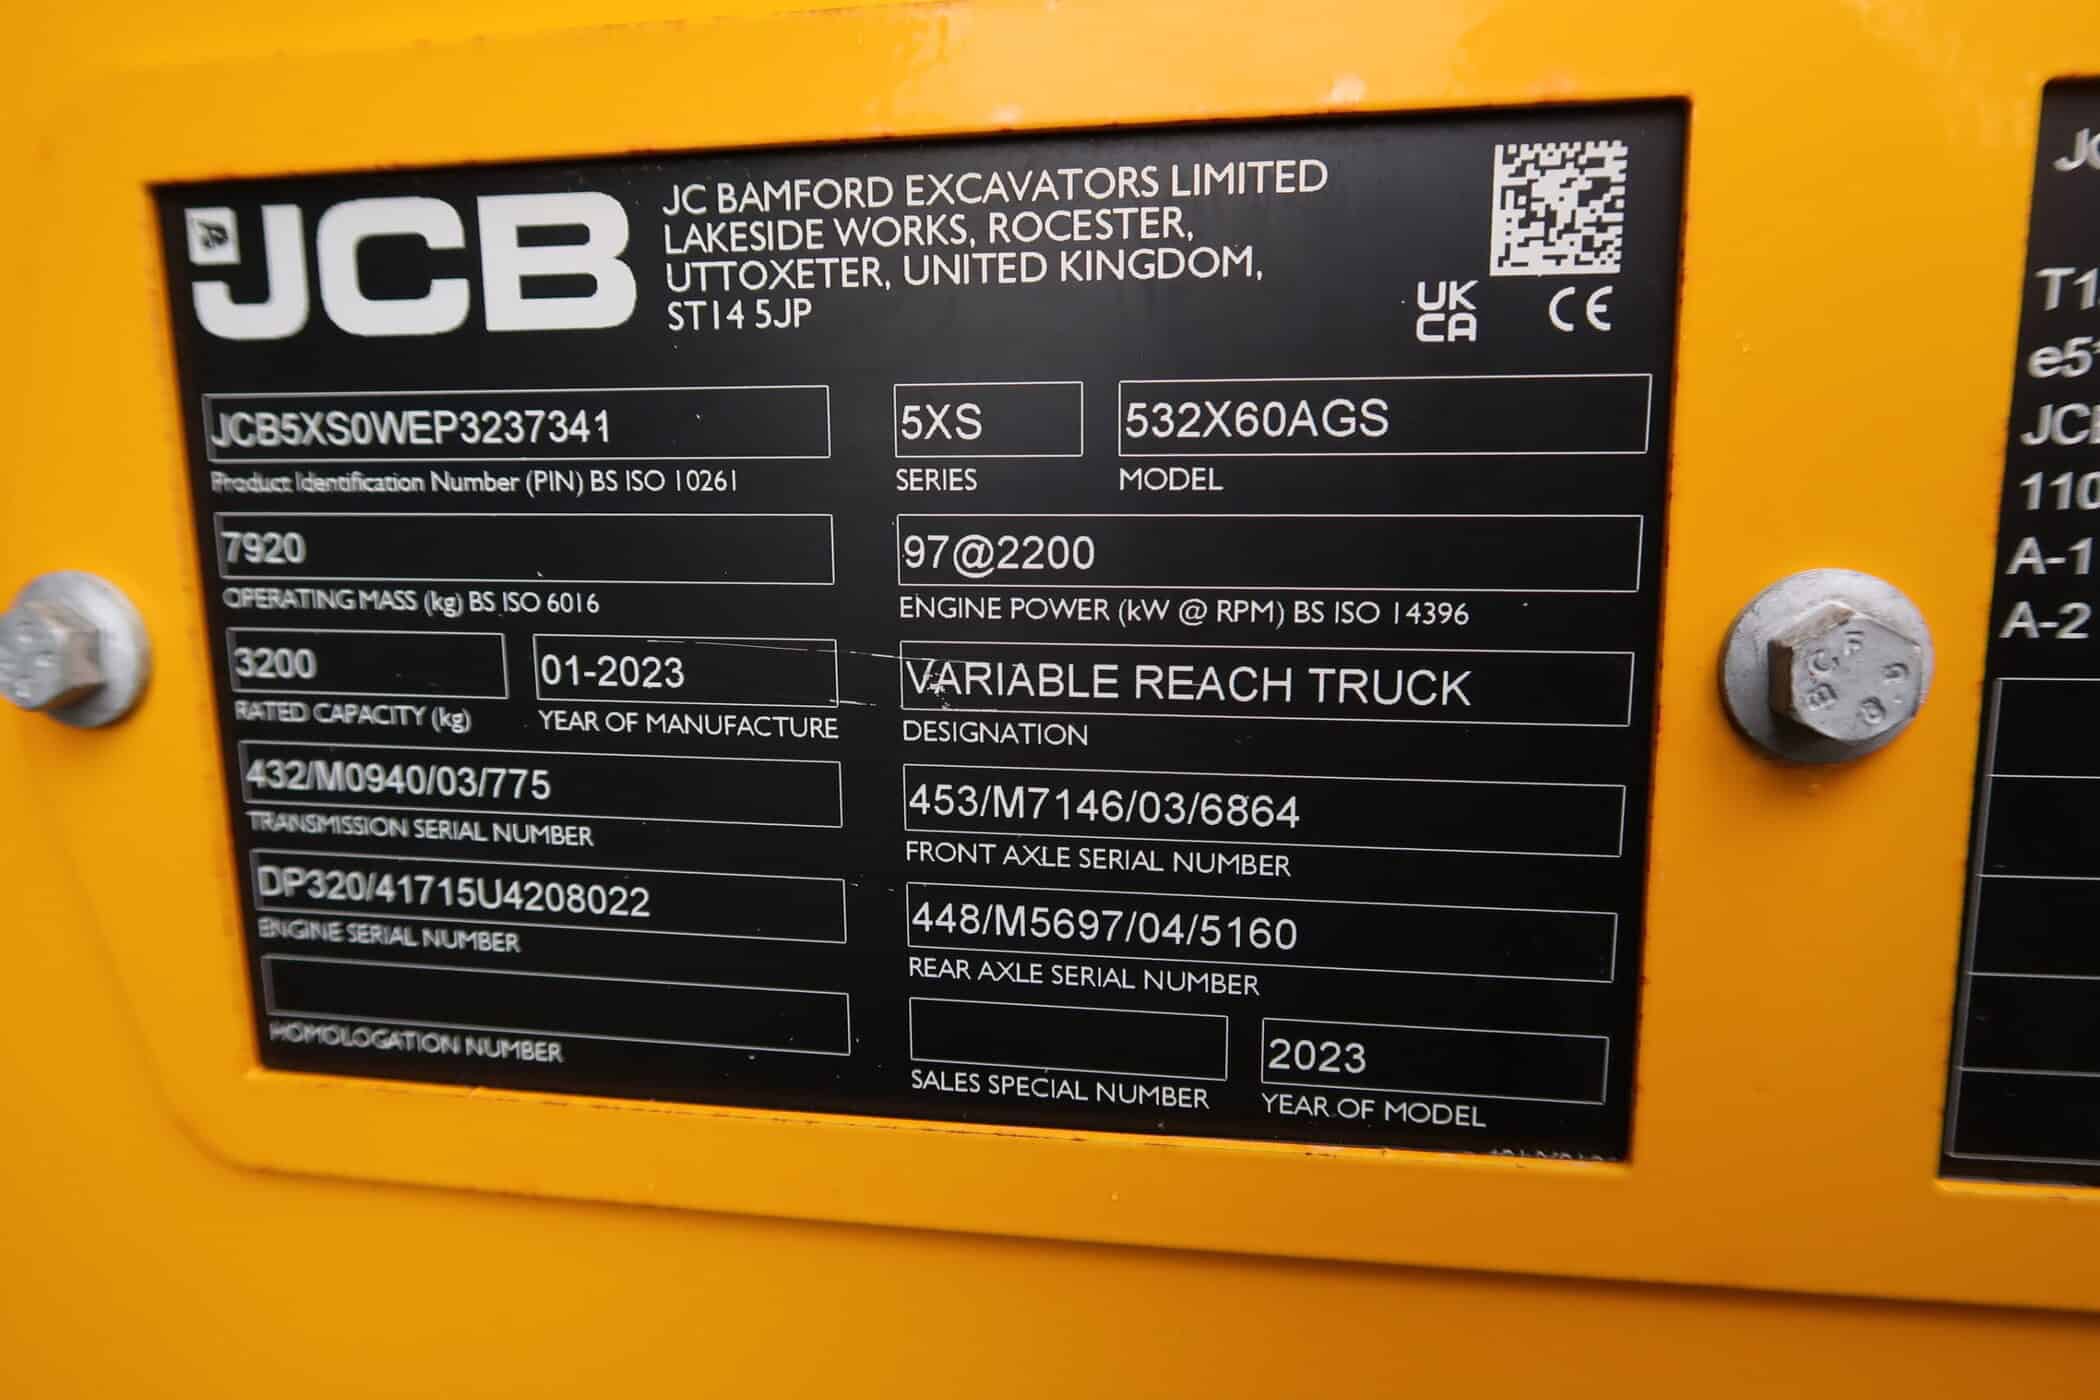 JCB
JC BAMFORD EXCAVATORS LIMITED
LAKESIDE WORKS, ROCESTER,
UTTOXETER, UNITED KINGDOM,
ST14 5JP
UK
CA
CE
JCB5XS0WEP3237341
Product Identification Number (PIN) BS ISO 10261
5XS
SERIES
532X60AGS
MODEL
7920
OPERATING MASS (kg) BS ISO 6016
97@2200
ENGINE POWER (kW @ RPM) BS ISO 14396
3200
RATED CAPACITY (kg)
01-2023
YEAR OF MANUFACTURE
VARIABLE REACH TRUCK
DESIGNATION
432/M0940/03/775
TRANSMISSION SERIAL NUMBER
453/M7146/03/6864
FRONT AXLE SERIAL NUMBER
DP320/41715U4208022
ENGINE SERIAL NUMBER
448/M5697/04/5160
REAR AXLE SERIAL NUMBER
HOMOLOGATION NUMBER
SALES SPECIAL NUMBER
2023
YEAR OF MODEL
A-1
A-2